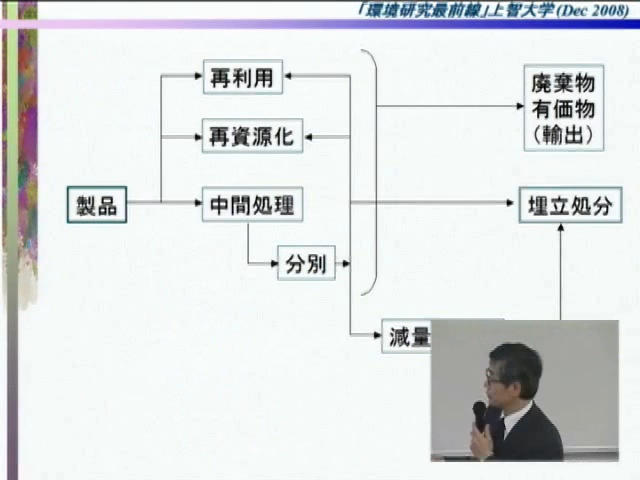 「環境研究最前線」上智大学(Dec 2008)
再利用
廃棄物
有価物
（輸出）
再資源化
製品
中間処理
埋立処分
分別
減量